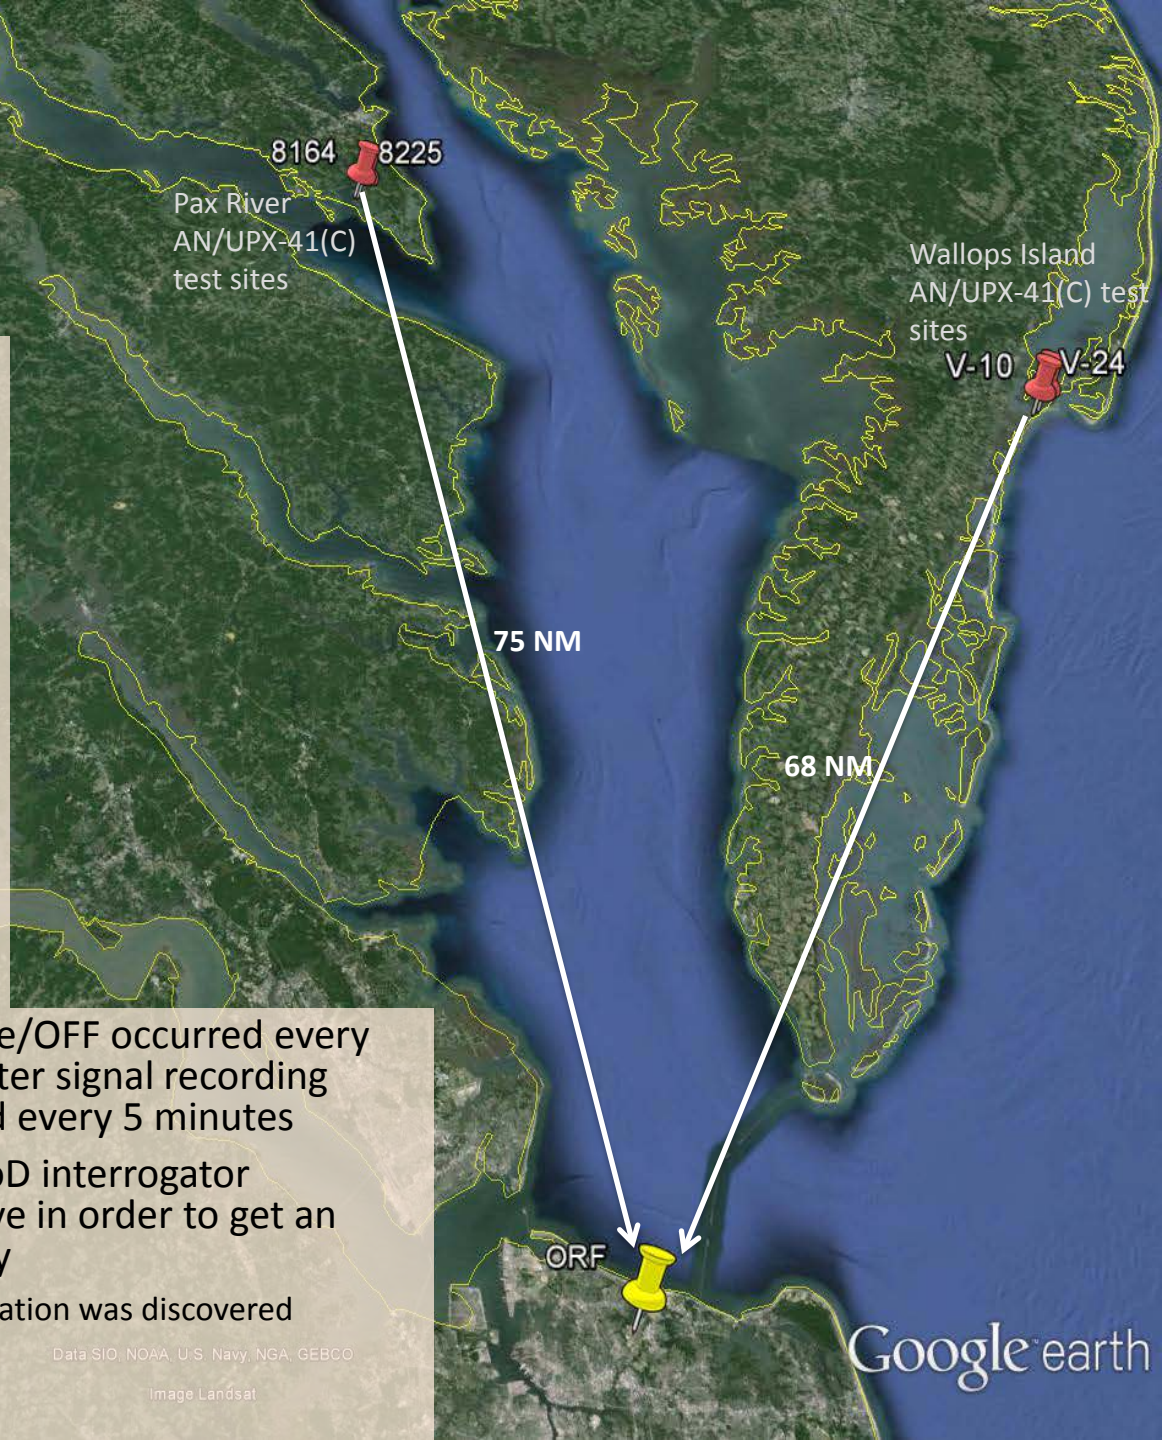 8164 8225
Pax River
AN/UPX-41(C)
test sites
Wallops Island
AN/UPX-41(C) test
sites
V-10 V-24
75 NM
68 NM
e/OFF occurred every
ter signal recording
d every 5 minutes
D interrogator
ve in order to get an
y
ation was discovered
ORF
Data SIO, NOAA, U.S. Navy, NGA, GEBCO
Image Landsat
Google earth